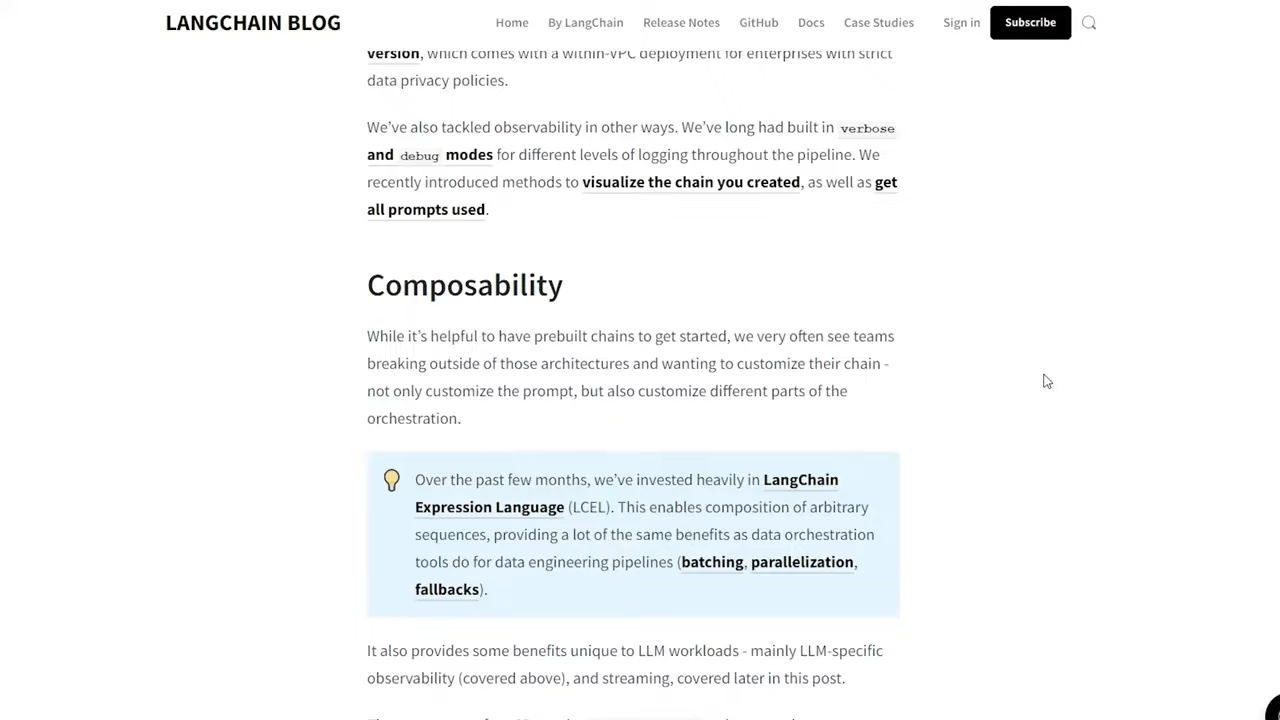 LANGCHAIN BLOG Home By LangChain Release Notes GitHub Docs Case Studies Sign in Subscribe
version, which comes with a within-VPC deployment for enterprises with strict
data privacy policies.
We’ve also tackled observability in other ways. We’ve long had built in verbose
and debug modes for different levels of logging throughout the pipeline. We
recently introduced methods to visualize the chain you created, as well as get
all prompts used.
Composability
While it’s helpful to have prebuilt chains to get started, we very often see teams
breaking outside of those architectures and wanting to customize their chain -
not only customize the prompt, but also customize different parts of the
orchestration.
Over the past few months, we’ve invested heavily in LangChain
Expression Language (LCEL). This enables composition of arbitrary
sequences, providing a lot of the same benefits as data orchestration
tools do for data engineering pipelines (batching, parallelization,
fallbacks).
It also provides some benefits unique to LLM workloads - mainly LLM-specific
observability (covered above), and streaming, covered later in this post.